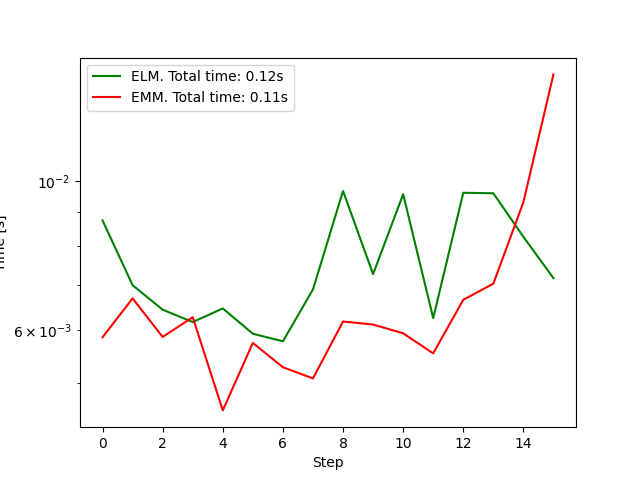 ELM. Total time: 0.12s
EMM. Total time: 0.11s
10⁻²
6 × 10⁻³
[s]
0 2 4 6 8 10 12 14
Step